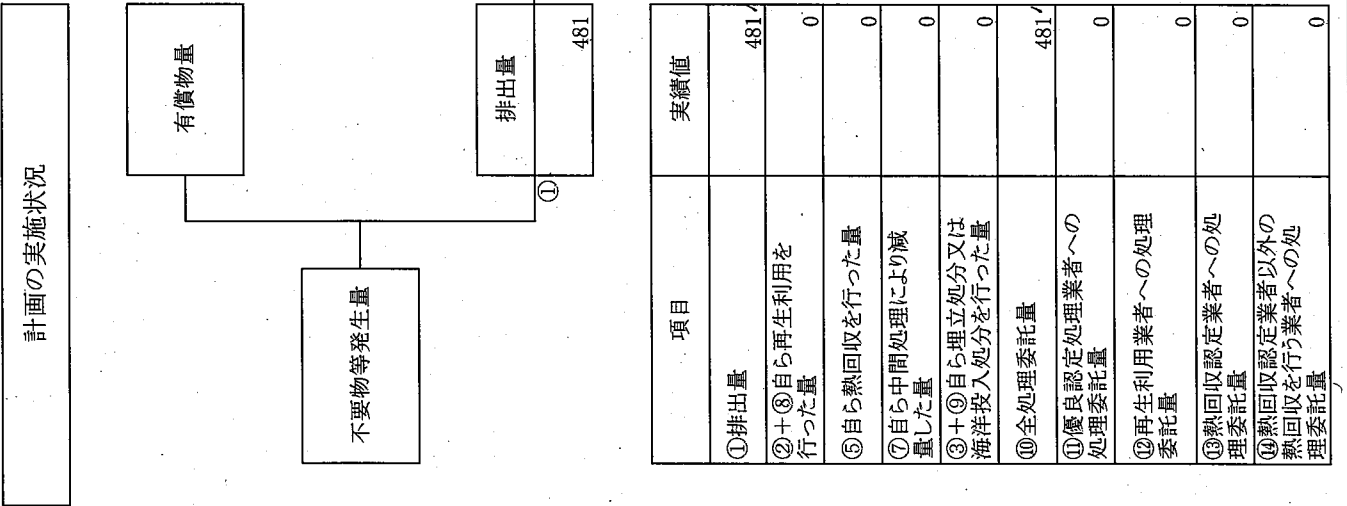 計画の実施状況
有償物量
不要物等発生量
①
排出量
481
項目
実績値
①排出量
481✓
②+⑧自ら再生利用を
行った量
0
⑤自ら熱回収を行った量
0
⑦自ら中間処理により減
量した量
0
③+⑨自ら埋立処分又は
海洋投入処分を行った量
0
⑩全処理委託量
481✓
⑪優良認定処理業者への
処理委託量
0
⑫再生利用業者への処理
委託量
0
⑬熱回収認定業者への処
理委託量
0
⑭熱回収認定業者以外の
熱回収を行う業者への処
理委託量
0